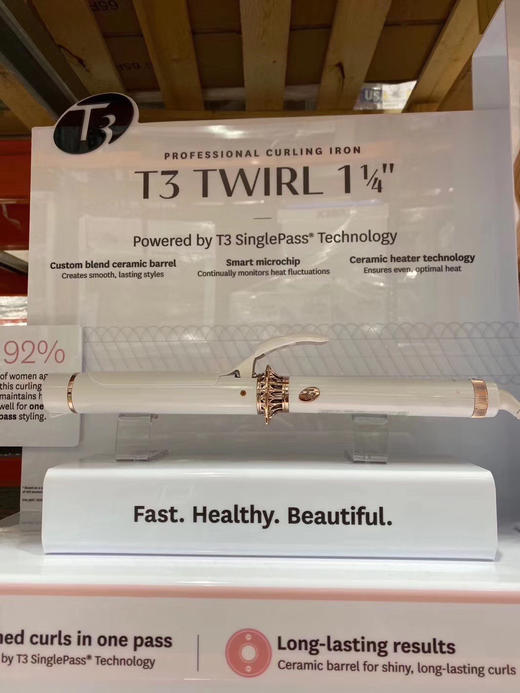 US
T3
PROFESSIONAL CURLING IRON
T3 TWIRL 1¼"
Powered by T3 SinglePass® Technology
Custom blend ceramic barrel
Creates smooth, lasting styles
Smart microchip
Continually monitors heat fluctuations
Ceramic heater technology
Ensures even, optimal heat
92%
of women ag
this curling
maintains h
well for one
pass styling.
Fast. Healthy. Beautiful.
ned curls in one pass
by T3 SinglePass® Technology
Long-lasting results
Ceramic barrel for shiny, long-lasting curls